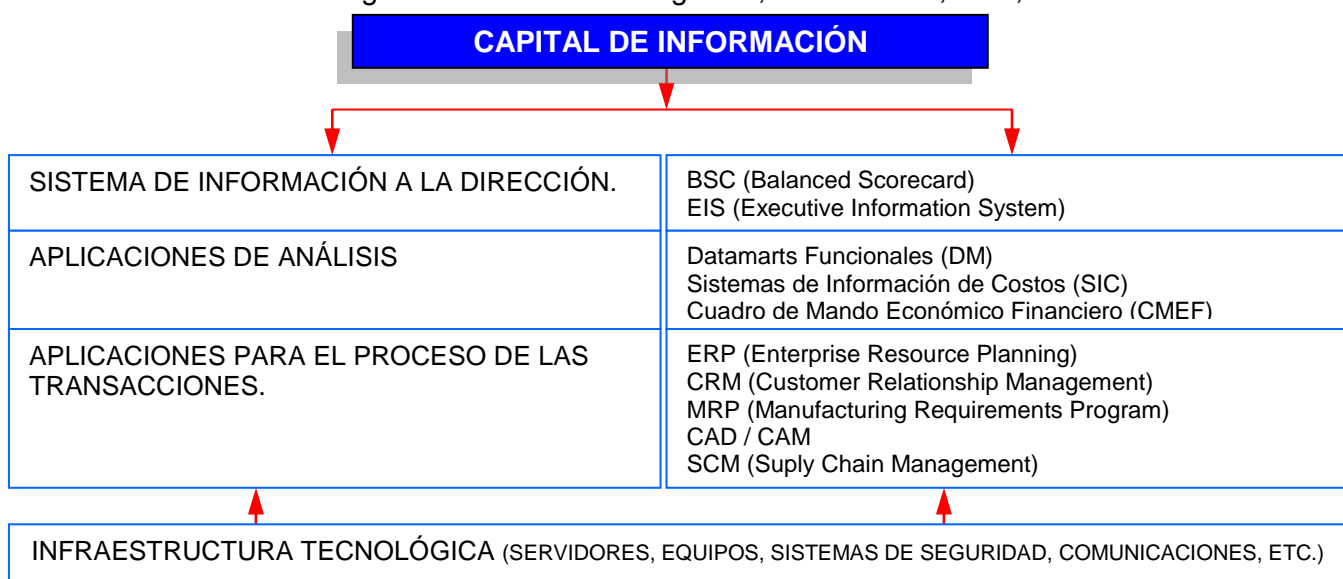 CAPITAL DE INFORMACIÓN
SISTEMA DE INFORMACIÓN A LA DIRECCIÓN.
BSC (Balanced Scorecard)
EIS (Executive Information System)
APLICACIONES DE ANÁLISIS
Datamarts Funcionales (DM)
Sistemas de Información de Costos (SIC)
Cuadro de Mando Económico Financiero (CMEF)
APLICACIONES PARA EL PROCESO DE LAS
TRANSACCIONES.
ERP (Enterprise Resource Planning)
CRM (Customer Relationship Management)
MRP (Manufacturing Requirements Program)
CAD / CAM
SCM (Suply Chain Management)
INFRAESTRUCTURA TECNOLÓGICA (SERVIDORES, EQUIPOS, SISTEMAS DE SEGURIDAD, COMUNICACIONES, ETC.)